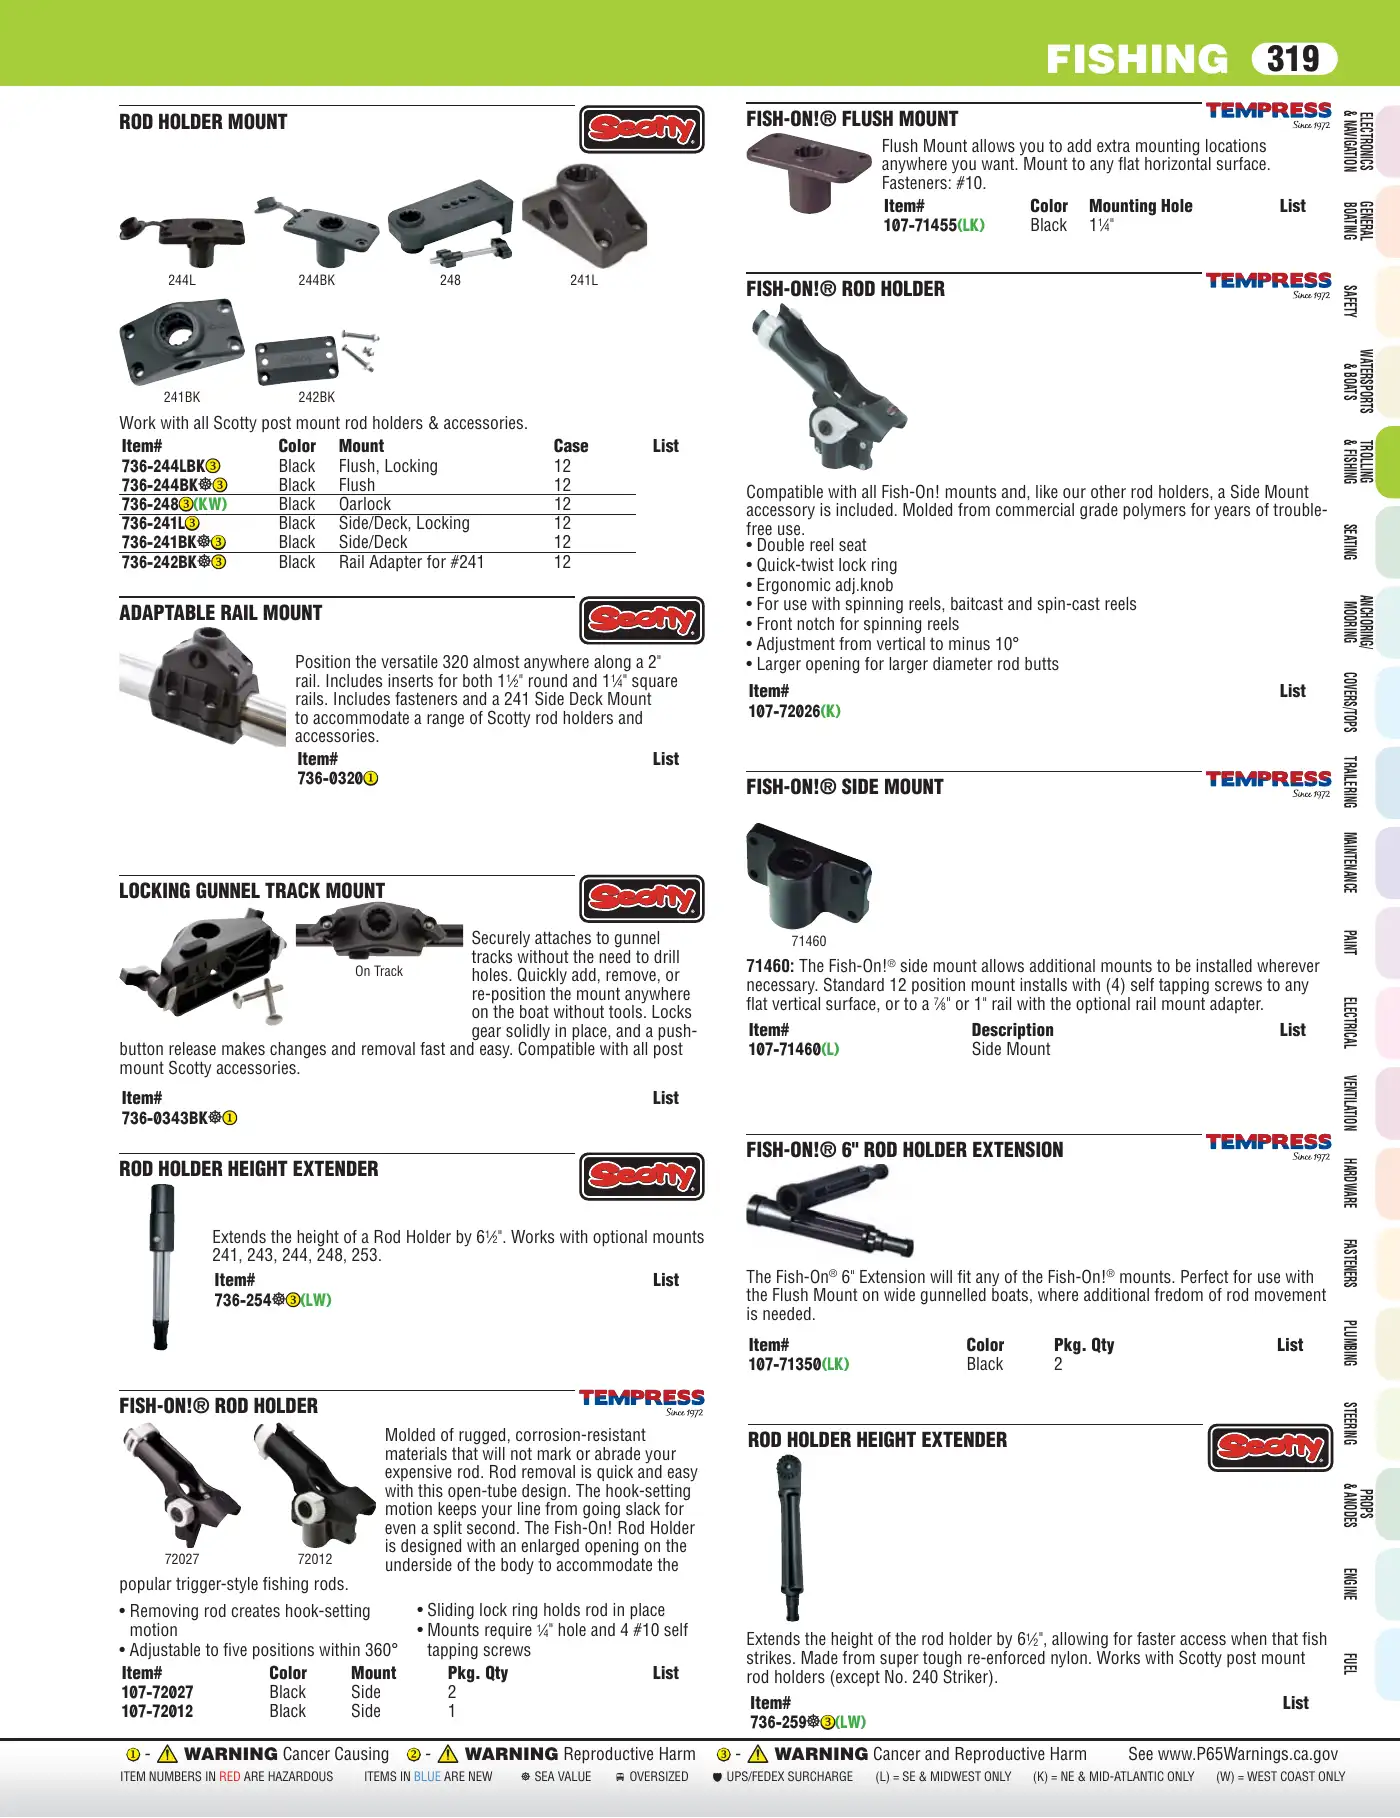 FISHING 319
ROD HOLDER MOUNT
Scotty
244L 244BK 248 241L
241BK 242BK
Work with all Scotty post mount rod holders & accessories.
Item# Color Mount Case List
736-244LBK③ Black Flush, Locking 12
736-244BK☸③ Black Flush 12
736-248③(KW) Black Oarlock 12
736-241L③ Black Side/Deck, Locking 12
736-241BK☸③ Black Side/Deck 12
736-242BK☸③ Black Rail Adapter for #241 12
ADAPTABLE RAIL MOUNT
Scotty
Position the versatile 320 almost anywhere along a 2"
rail. Includes inserts for both 1½" round and 1¼" square
rails. Includes fasteners and a 241 Side Deck Mount
to accommodate a range of Scotty rod holders and
accessories.
Item# List
736-0320①
LOCKING GUNNEL TRACK MOUNT
Scotty
On Track
Securely attaches to gunnel
tracks without the need to drill
holes. Quickly add, remove, or
re-position the mount anywhere
on the boat without tools. Locks
gear solidly in place, and a push-
button release makes changes and removal fast and easy. Compatible with all post
mount Scotty accessories.
Item# List
736-0343BK☸①
ROD HOLDER HEIGHT EXTENDER
Scotty
Extends the height of a Rod Holder by 6½". Works with optional mounts
241, 243, 244, 248, 253.
Item# List
736-254☸③(LW)
FISH-ON!® ROD HOLDER
TEMPRESS
Since 1972
72027 72012
Molded of rugged, corrosion-resistant
materials that will not mark or abrade your
expensive rod. Rod removal is quick and easy
with this open-tube design. The hook-setting
motion keeps your line from going slack for
even a split second. The Fish-On! Rod Holder
is designed with an enlarged opening on the
underside of the body to accommodate the
popular trigger-style fishing rods.
• Removing rod creates hook-setting
motion
• Adjustable to five positions within 360°
• Sliding lock ring holds rod in place
• Mounts require ¼" hole and 4 #10 self
tapping screws
Item# Color Mount Pkg. Qty List
107-72027 Black Side 2
107-72012 Black Side 1
FISH-ON!® FLUSH MOUNT
TEMPRESS
Since 1972
Flush Mount allows you to add extra mounting locations
anywhere you want. Mount to any flat horizontal surface.
Fasteners: #10.
Item# Color Mounting Hole List
107-71455(LK) Black 1¼"
FISH-ON!® ROD HOLDER
TEMPRESS
Since 1972
Compatible with all Fish-On! mounts and, like our other rod holders, a Side Mount
accessory is included. Molded from commercial grade polymers for years of trouble-
free use.
• Double reel seat
• Quick-twist lock ring
• Ergonomic adj.knob
• For use with spinning reels, baitcast and spin-cast reels
• Front notch for spinning reels
• Adjustment from vertical to minus 10°
• Larger opening for larger diameter rod butts
Item# List
107-72026(K)
FISH-ON!® SIDE MOUNT
TEMPRESS
Since 1972
71460
71460: The Fish-On!® side mount allows additional mounts to be installed wherever
necessary. Standard 12 position mount installs with (4) self tapping screws to any
flat vertical surface, or to a ⅞" or 1" rail with the optional rail mount adapter.
Item# Description List
107-71460(L) Side Mount
FISH-ON!® 6" ROD HOLDER EXTENSION
TEMPRESS
Since 1972
The Fish-On® 6" Extension will fit any of the Fish-On!® mounts. Perfect for use with
the Flush Mount on wide gunnelled boats, where additional fredom of rod movement
is needed.
Item# Color Pkg. Qty List
107-71350(LK) Black 2
ROD HOLDER HEIGHT EXTENDER
Scotty
Extends the height of the rod holder by 6½", allowing for faster access when that fish
strikes. Made from super tough re-enforced nylon. Works with Scotty post mount
rod holders (except No. 240 Striker).
Item# List
736-259☸③(LW)
ELECTRONICS
& NAVIGATION
GENERAL
BOATING
SAFETY
WATERSPORTS
& BOATS
TROLLING
& FISHING
SEATING
ANCHORING/
MOORING
COVERS/TOPS
TRAILERING
MAINTENANCE
PAINT
ELECTRICAL
VENTILATION
HARDWARE
FASTENERS
PLUMBING
STEERING
PROPS
& ANODES
ENGINE
FUEL
① - ⚠ WARNING Cancer Causing ② - ⚠ WARNING Reproductive Harm ③ - ⚠ WARNING Cancer and Reproductive Harm See www.P65Warnings.ca.gov
ITEM NUMBERS IN RED ARE HAZARDOUS ITEMS IN BLUE ARE NEW ☸ SEA VALUE OVERSIZED UPS/FEDEX SURCHARGE (L) = SE & MIDWEST ONLY (K) = NE & MID-ATLANTIC ONLY (W) = WEST COAST ONLY